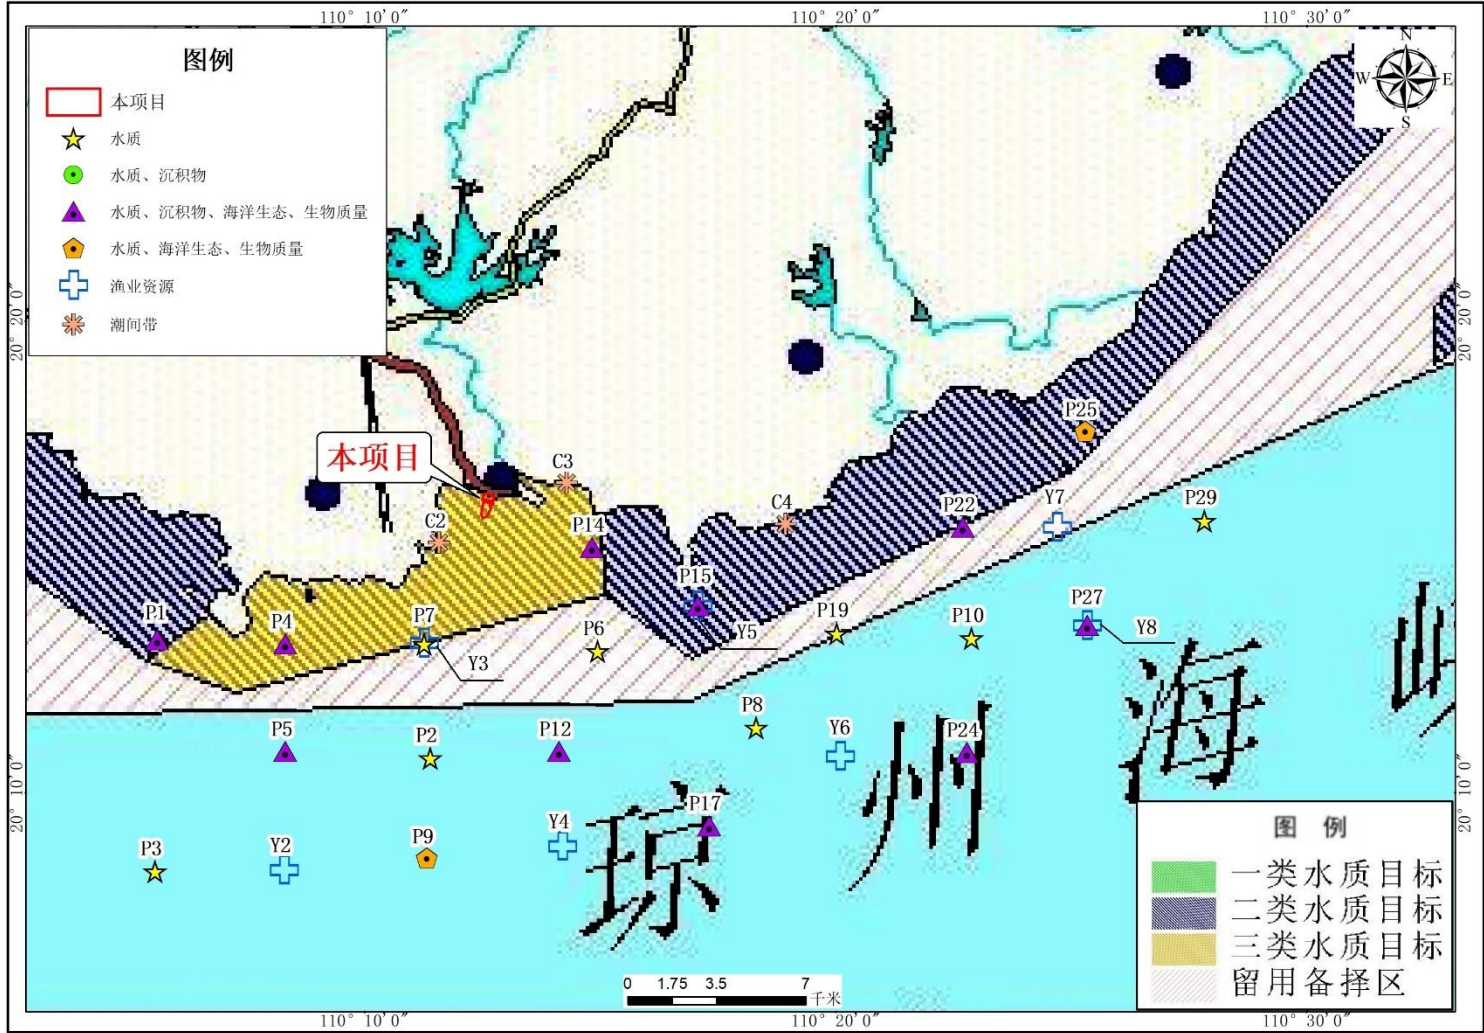 110° 10′0″
110° 20′0″
110° 30′0″
图例
本项目
水质
水质、沉积物
水质、沉积物、海洋生态、生物质量
水质、海洋生态、生物质量
渔业资源
潮间带
N
W
E
S
20° 20′0″
20° 20′0″
本项目
C3
C2
P14
C4
P25
P22
Y7
P29
P1
P4
P7
Y3
P6
P15
Y5
P19
P10
P27
Y8
P5
P2
P12
P8
Y6
P24
P17
P3
Y2
P9
Y4
琼
州
海
20° 10′0″
20° 10′0″
图 例
一类水质目标
二类水质目标
三类水质目标
留用备择区
0 1.75 3.5 7
千米
110° 10′0″
110° 20′0″
110° 30′0″